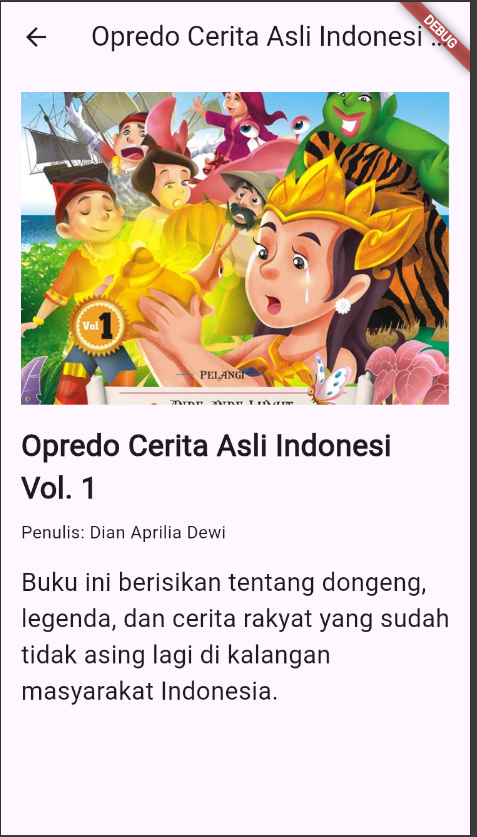 Opredo Cerita Asli Indonesi ...
DEBUG
Vol 1
PELANGI
ANDE ANDE LUMUT
Opredo Cerita Asli Indonesi
Vol. 1
Penulis: Dian Aprilia Dewi
Buku ini berisikan tentang dongeng,
legenda, dan cerita rakyat yang sudah
tidak asing lagi di kalangan
masyarakat Indonesia.